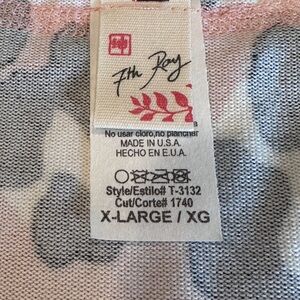 7th Ray
No usar cloro,no planchar
MADE IN U.S.A.
HECHO EN E.U.A.
Style/Estilo# T-3132
Cut/Corte# 1740
X-LARGE / XG